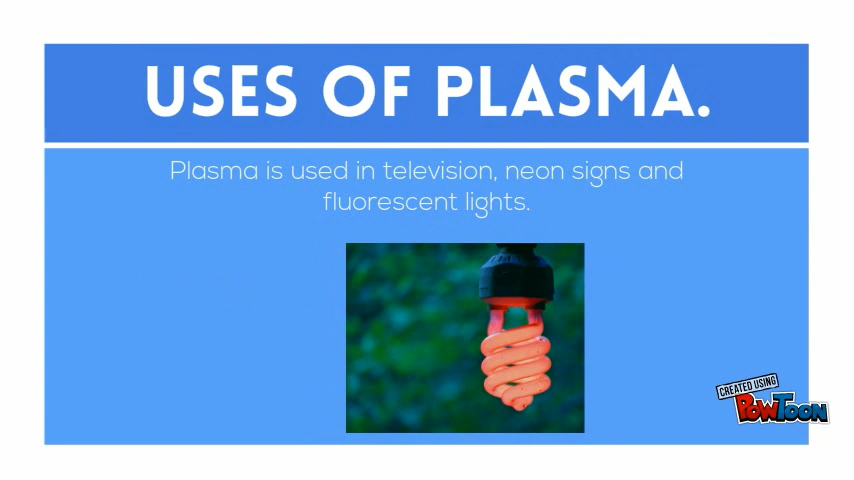 USES OF PLASMA.
Plasma is used in television, neon signs and
fluorescent lights.
CREATED USING
POWTOON